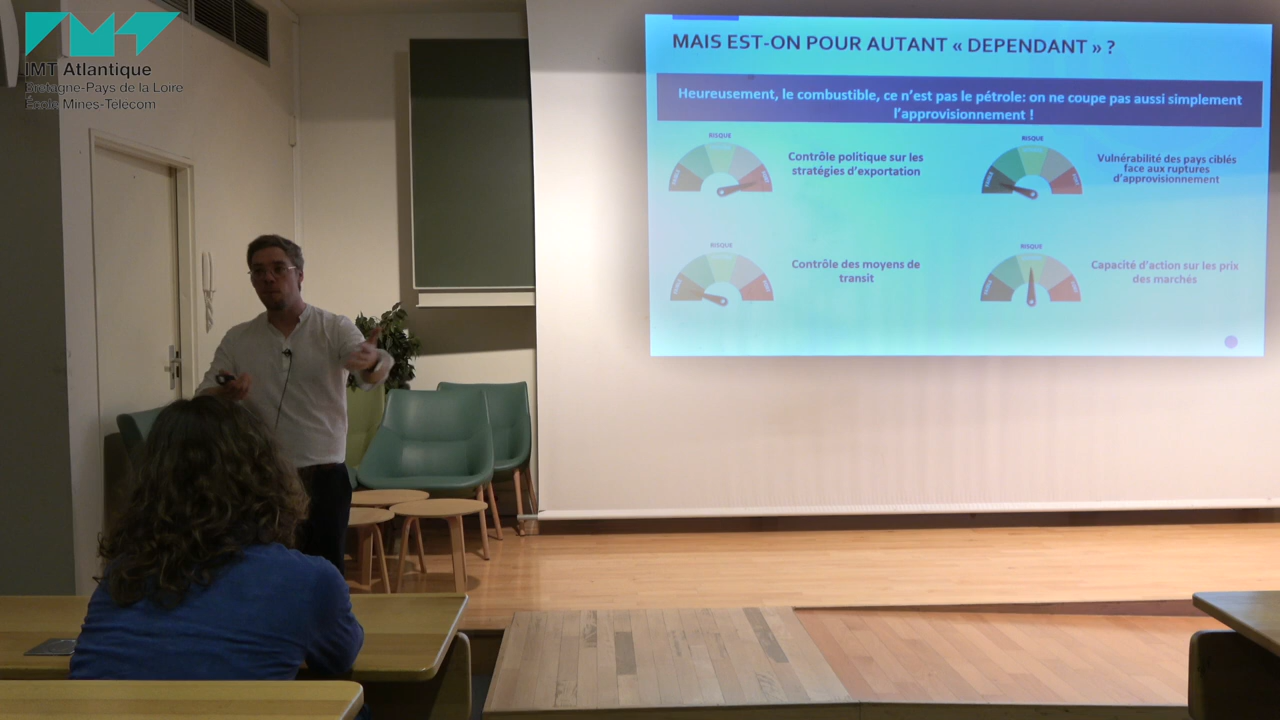 IMT Atlantique
Bretagne-Pays de la Loire
École Mines-Telecom
MAIS EST-ON POUR AUTANT « DEPENDANT » ?
Heureusement, le combustible, ce n'est pas le pétrole: on ne coupe pas aussi simplement
l'approvisionnement !
RISQUE
Contrôle politique sur les
stratégies d'exportation
RISQUE
Vulnérabilité des pays ciblés
face aux ruptures
d'approvisionnement
RISQUE
Contrôle des moyens de
transit
RISQUE
Capacité d'action sur les prix
des marchés